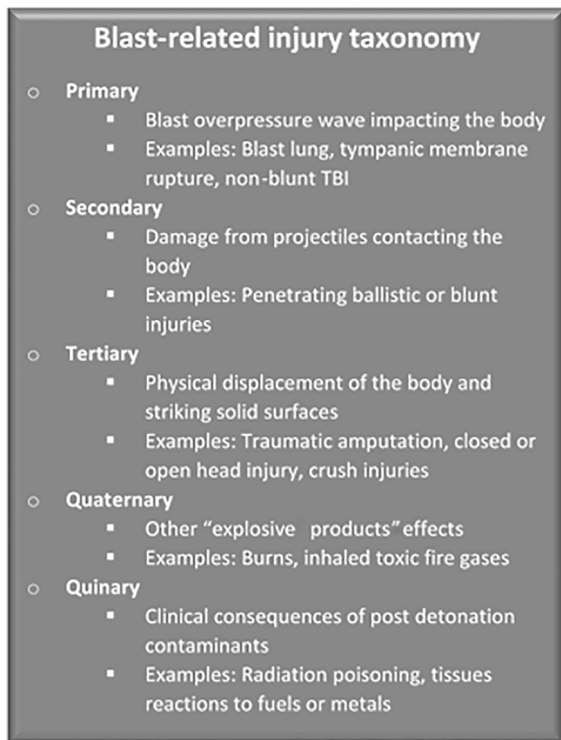 Blast-related injury taxonomy
○ Primary
▪ Blast overpressure wave impacting the body
▪ Examples: Blast lung, tympanic membrane
rupture, non-blunt TBI
○ Secondary
▪ Damage from projectiles contacting the
body
▪ Examples: Penetrating ballistic or blunt
injuries
○ Tertiary
▪ Physical displacement of the body and
striking solid surfaces
▪ Examples: Traumatic amputation, closed or
open head injury, crush injuries
○ Quaternary
▪ Other “explosive products” effects
▪ Examples: Burns, inhaled toxic fire gases
○ Quinary
▪ Clinical consequences of post detonation
contaminants
▪ Examples: Radiation poisoning, tissues
reactions to fuels or metals